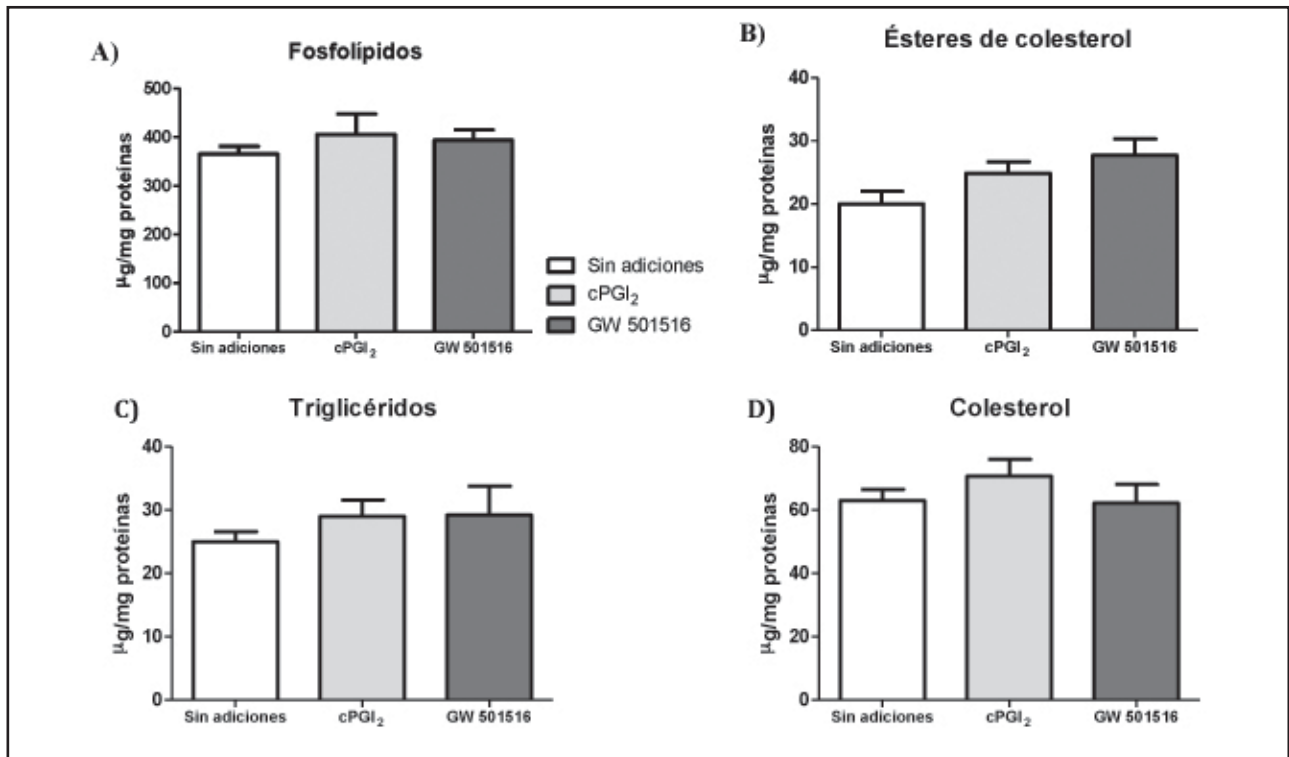 A)
Fosfolípidos
500
400
300
200
100
0
µg/mg proteínas
Sin adiciones
cPGI₂
GW 501516
Sin adiciones
cPGI₂
GW 501516
B)
Ésteres de colesterol
40
30
20
10
0
µg/mg proteínas
Sin adiciones
cPGI₂
GW 501516
C)
Triglicéridos
40
30
20
10
0
µg/mg proteínas
Sin adiciones
cPGI₂
GW 501516
D)
Colesterol
80
60
40
20
0
µg/mg proteínas
Sin adiciones
cPGI₂
GW 501516